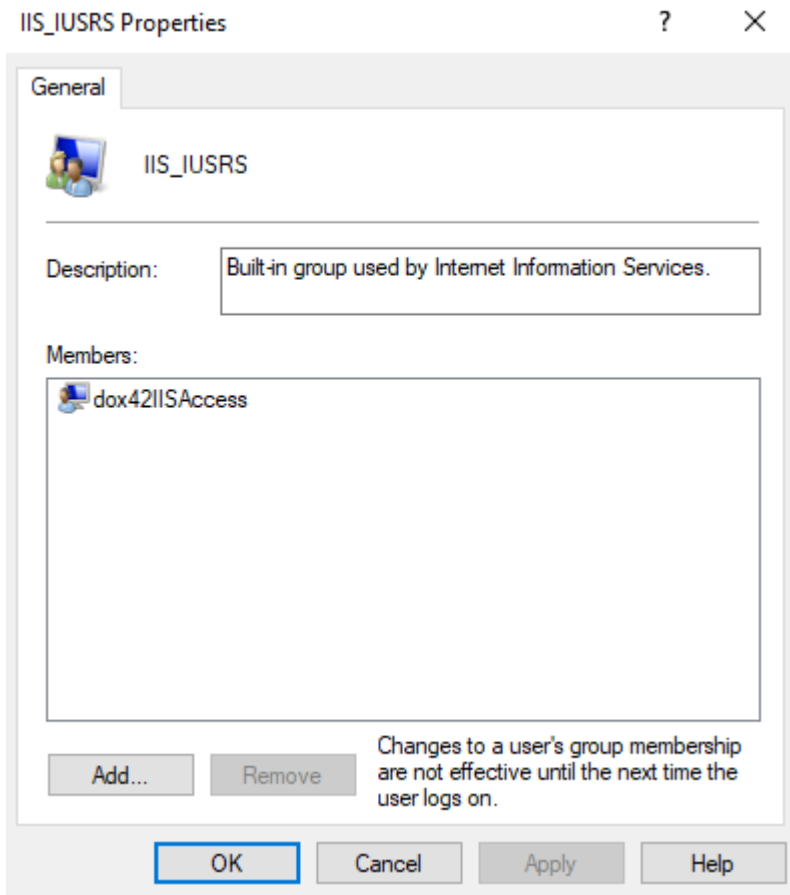 IIS_IUSRS Properties
?
General
IIS_IUSRS
Description:
Built-in group used by Internet Information Services.
Members:
dox42IISAccess
Add...
Remove
Changes to a user's group membership
are not effective until the next time the
user logs on.
OK
Cancel
Apply
Help